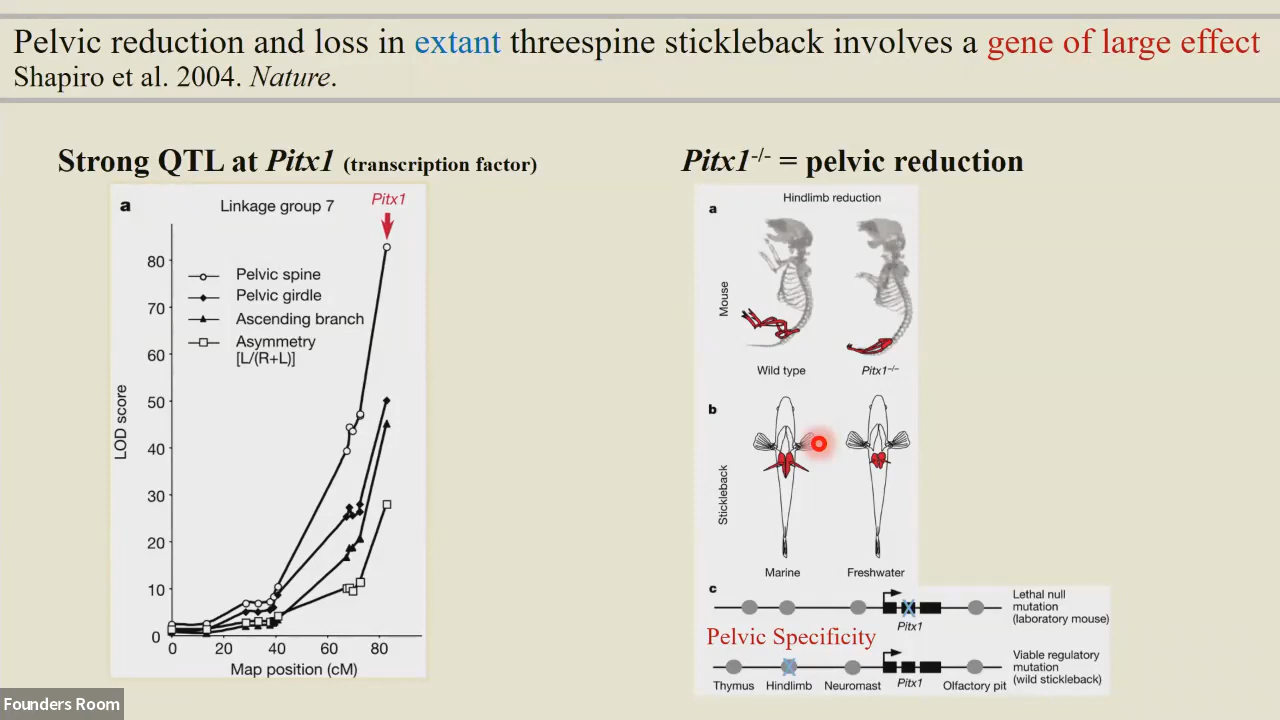 Pelvic reduction and loss in extant threespine stickleback involves a gene of large effect
Shapiro et al. 2004. Nature.
Strong QTL at Pitx1 (transcription factor)
a
Linkage group 7
Pitx1
Pelvic spine
Pelvic girdle
Ascending branch
Asymmetry
[L/(R+L)]
LOD score
80
70
60
50
40
30
20
10
0
0 20 40 60 80
Map position (cM)
Pitx1-/- = pelvic reduction
Hindlimb reduction
a
Mouse
Wild type
Pitx1-/-
b
Stickleback
Marine
Freshwater
c
Pitx1
Lethal null
mutation
(laboratory mouse)
Pelvic Specificity
Thymus Hindlimb Neuromast Pitx1 Olfactory pit
Viable regulatory
mutation
(wild stickleback)
Founders Room